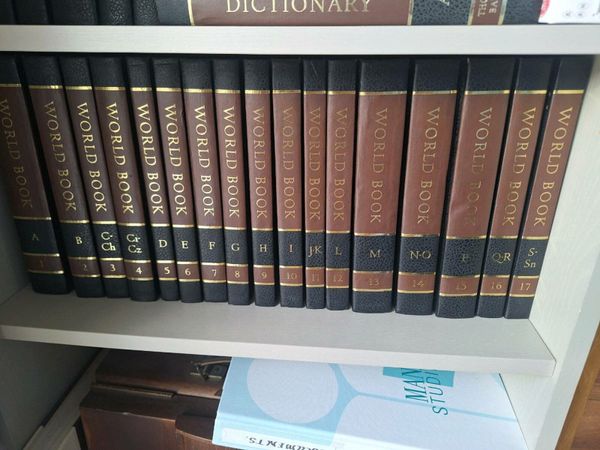 DICTIONARY
WORLD BOOK A 1
WORLD BOOK B 2
WORLD BOOK C-Ch 3
WORLD BOOK Ci-Cz 4
WORLD BOOK D 5
WORLD BOOK E 6
WORLD BOOK F 7
WORLD BOOK G 8
WORLD BOOK H 9
WORLD BOOK I 10
WORLD BOOK J-K 11
WORLD BOOK L 12
WORLD BOOK M 13
WORLD BOOK N-O 14
WORLD BOOK P 15
WORLD BOOK Q-R 16
WORLD BOOK S-Sn 17
MAN
STUD